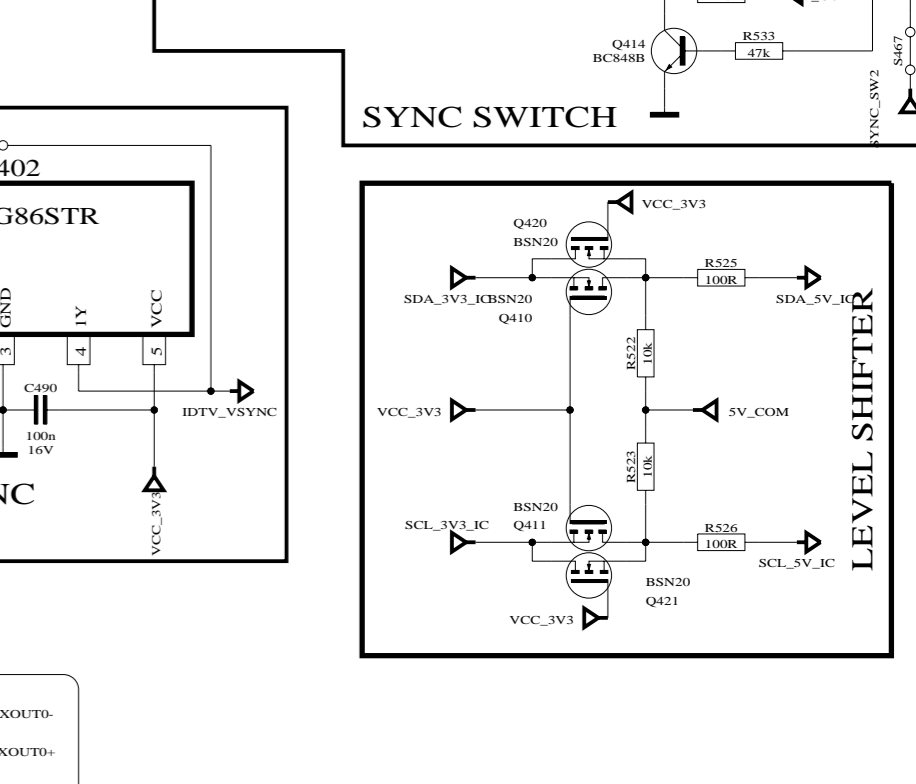 Q414
BC848B
R533
47k
S467
SYNC_SW2
SYNC SWITCH
402
G86STR
GND
1Y
VCC
3
4
5
C490
100n
16V
IDTV_VSYNC
VCC_3V3
NC
VCC_3V3
Q420
BSN20
SDA_3V3_IC
BSN20
Q410
R525
100R
SDA_5V_IC
R522
10k
VCC_3V3
5V_COM
R523
10k
LEVEL SHIFTER
BSN20
Q411
SCL_3V3_IC
R526
100R
SCL_5V_IC
BSN20
Q421
VCC_3V3
XOUT0-
XOUT0+